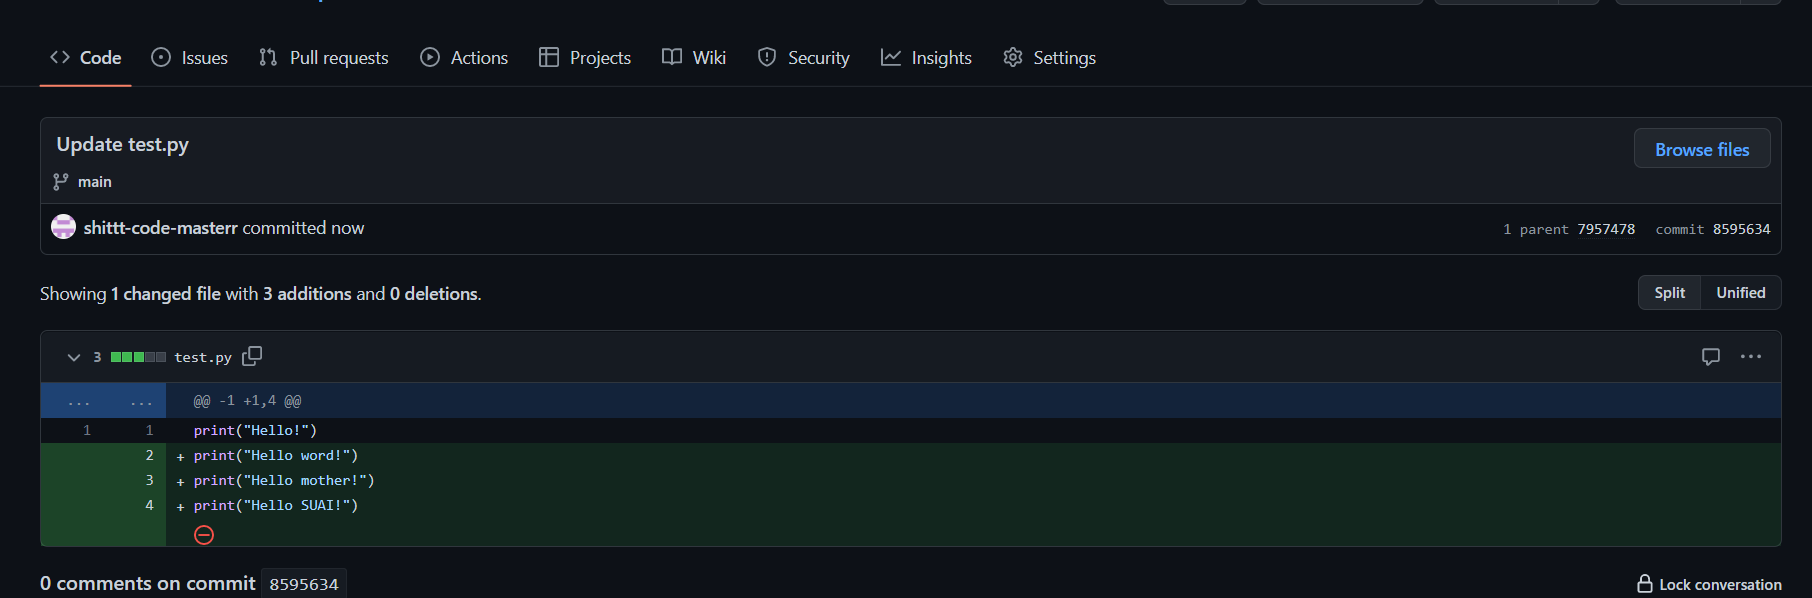 Code Issues Pull requests Actions Projects Wiki Security Insights Settings
Update test.py
Browse files
main
shittt-code-masterr committed now
1 parent 7957478 commit 8595634
Showing 1 changed file with 3 additions and 0 deletions.
Split Unified
3 test.py
... ... @@ -1 +1,4 @@
1 1 print("Hello!")
2 + print("Hello word!")
3 + print("Hello mother!")
4 + print("Hello SUAI!")
0 comments on commit 8595634
Lock conversation